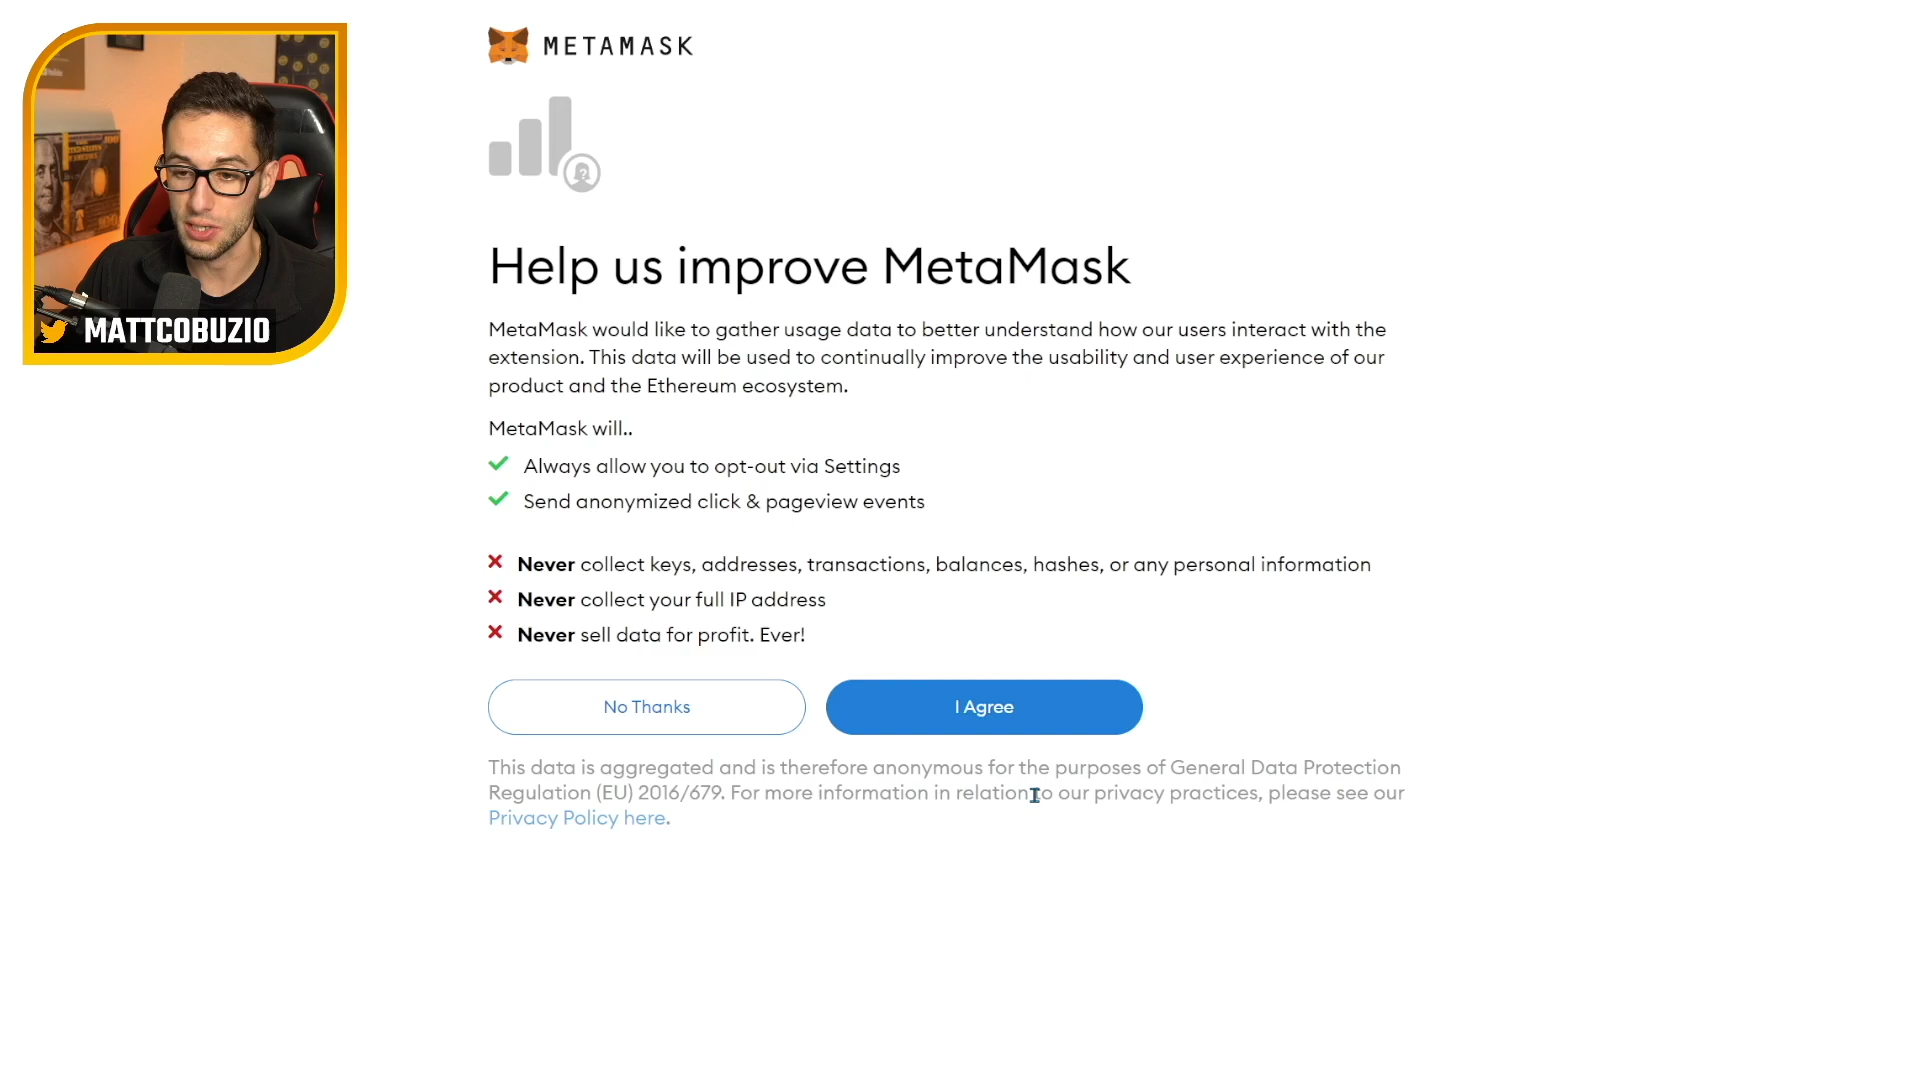 METAMASK
MATTCOBUZIO
Help us improve MetaMask
MetaMask would like to gather usage data to better understand how our users interact with the
extension. This data will be used to continually improve the usability and user experience of our
product and the Ethereum ecosystem.
MetaMask will..
Always allow you to opt-out via Settings
Send anonymized click & pageview events
Never collect keys, addresses, transactions, balances, hashes, or any personal information
Never collect your full IP address
Never sell data for profit. Ever!
No Thanks
I Agree
This data is aggregated and is therefore anonymous for the purposes of General Data Protection
Regulation (EU) 2016/679. For more information in relation to our privacy practices, please see our
Privacy Policy here.